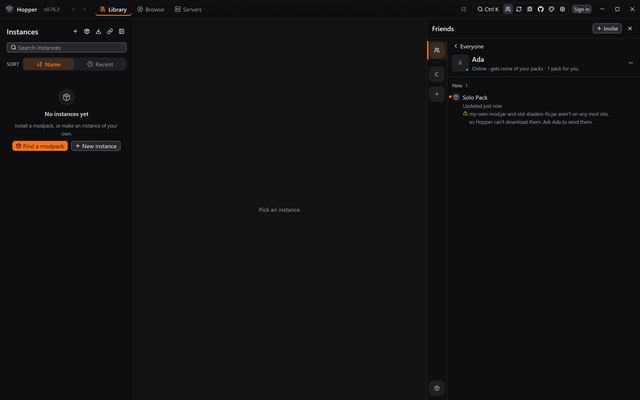 Hopper v0.76.3 Library Browse Servers Ctrl K Sign in
Instances
Search instances
SORT Name Recent
No instances yet
Install a modpack, or make an instance of your
own.
Find a modpack New instance
Pick an instance.
Friends Invite
Everyone
A Ada
Online · gets none of your packs · 1 pack for you
C
New 1
Solo Pack
Updated just now
my-own-mod.jar and old-shaders-fix.jar aren't on any mod site,
so Hopper can't download them. Ask Ada to send them.